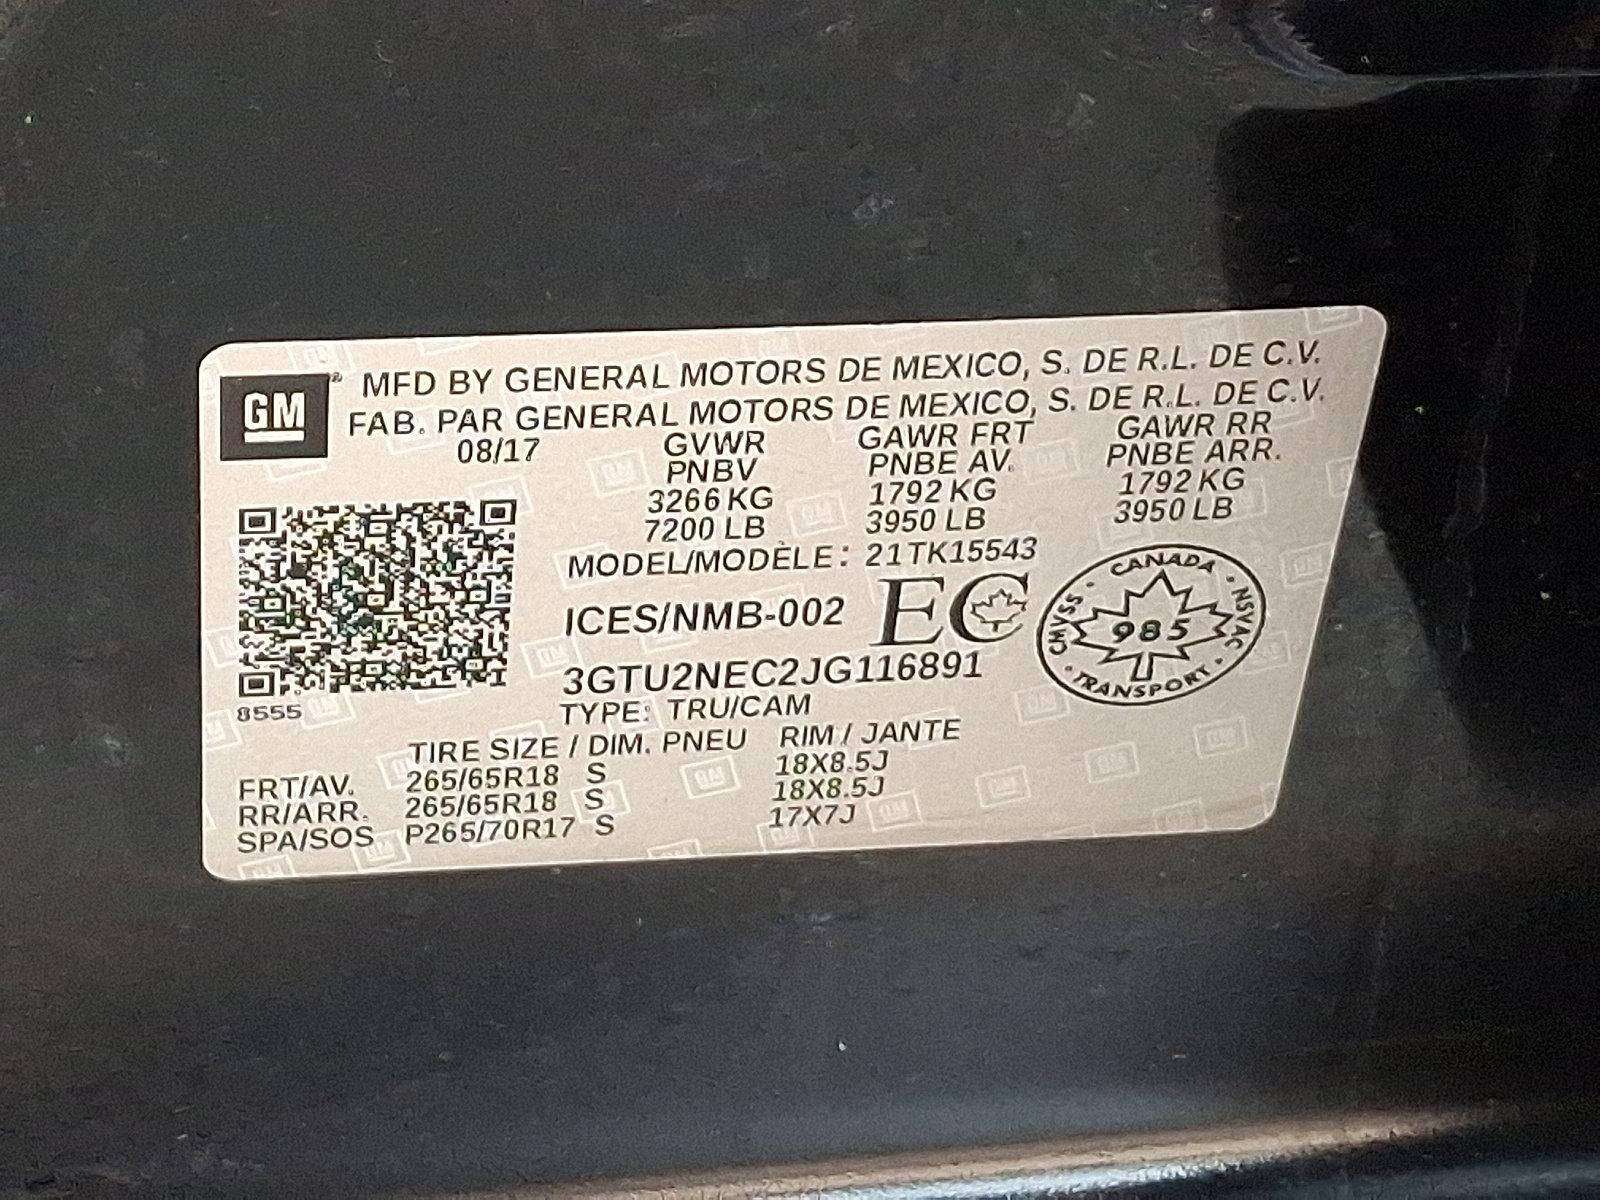 GM® MFD BY GENERAL MOTORS DE MEXICO, S. DE R.L. DE C.V.
FAB. PAR GENERAL MOTORS DE MEXICO, S. DE R.L. DE C.V.
08/17 GVWR GAWR FRT GAWR RR
PNBV PNBE AV. PNBE ARR.
3266 KG 1792 KG 1792 KG
7200 LB 3950 LB 3950 LB
MODEL/MODÈLE: 21TK15543
ICES/NMB-002 EC
CANADA · NSVAC · TRANSPORT · CMVSS ·
985
3GTU2NEC2JG116891
8555
TYPE: TRU/CAM
TIRE SIZE / DIM. PNEU RIM / JANTE
FRT/AV. 265/65R18 S 18X8.5J
RR/ARR. 265/65R18 S 18X8.5J
SPA/SOS P265/70R17 S 17X7J